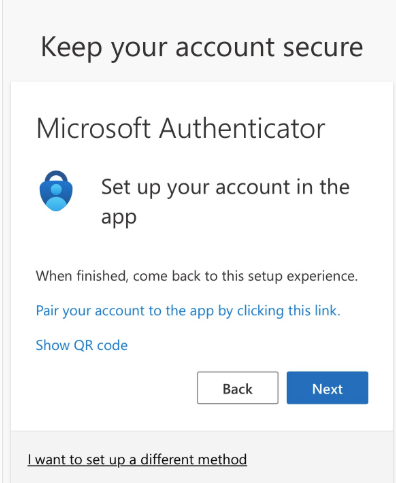 Keep your account secure
Microsoft Authenticator
Set up your account in the
app
When finished, come back to this setup experience.
Pair your account to the app by clicking this link.
Show QR code
Back
Next
I want to set up a different method